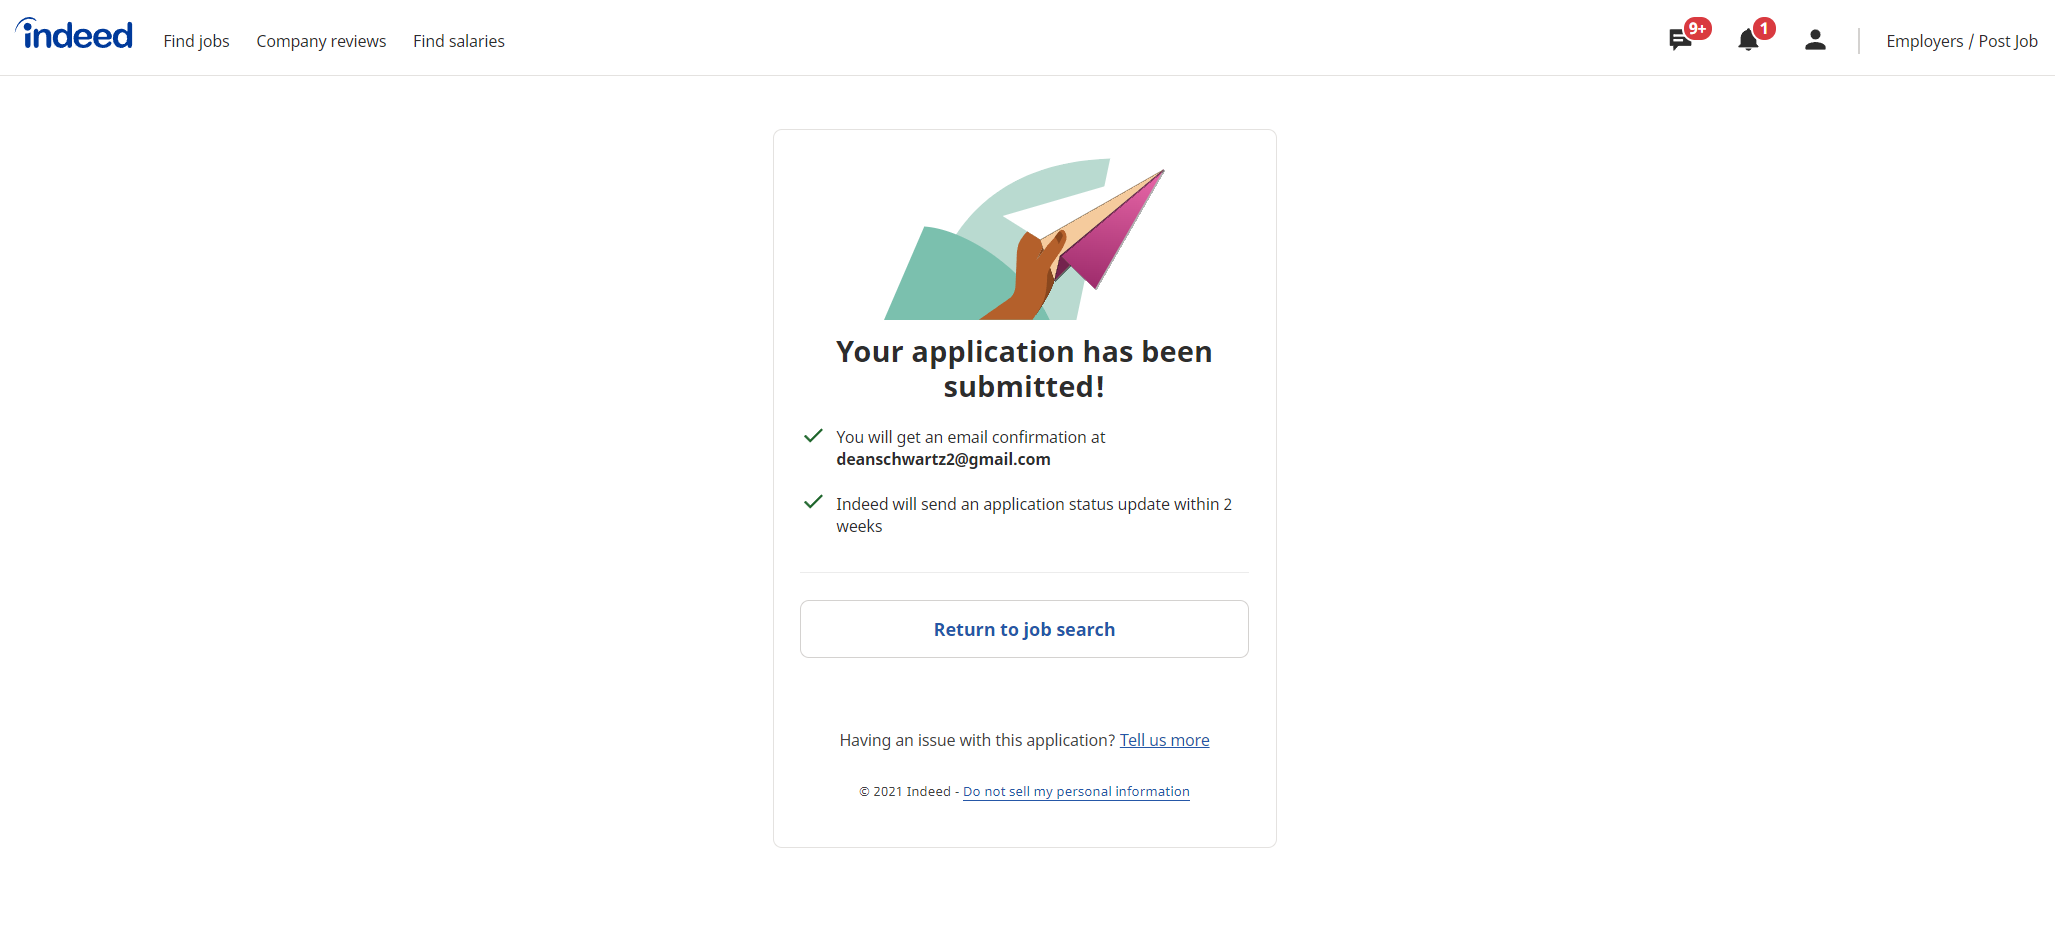 indeed
Find jobs
Company reviews
Find salaries
9+
1
Employers / Post Job
Your application has been
submitted!
You will get an email confirmation at
deanschwartz2@gmail.com
Indeed will send an application status update within 2
weeks
Return to job search
Having an issue with this application? Tell us more
© 2021 Indeed - Do not sell my personal information